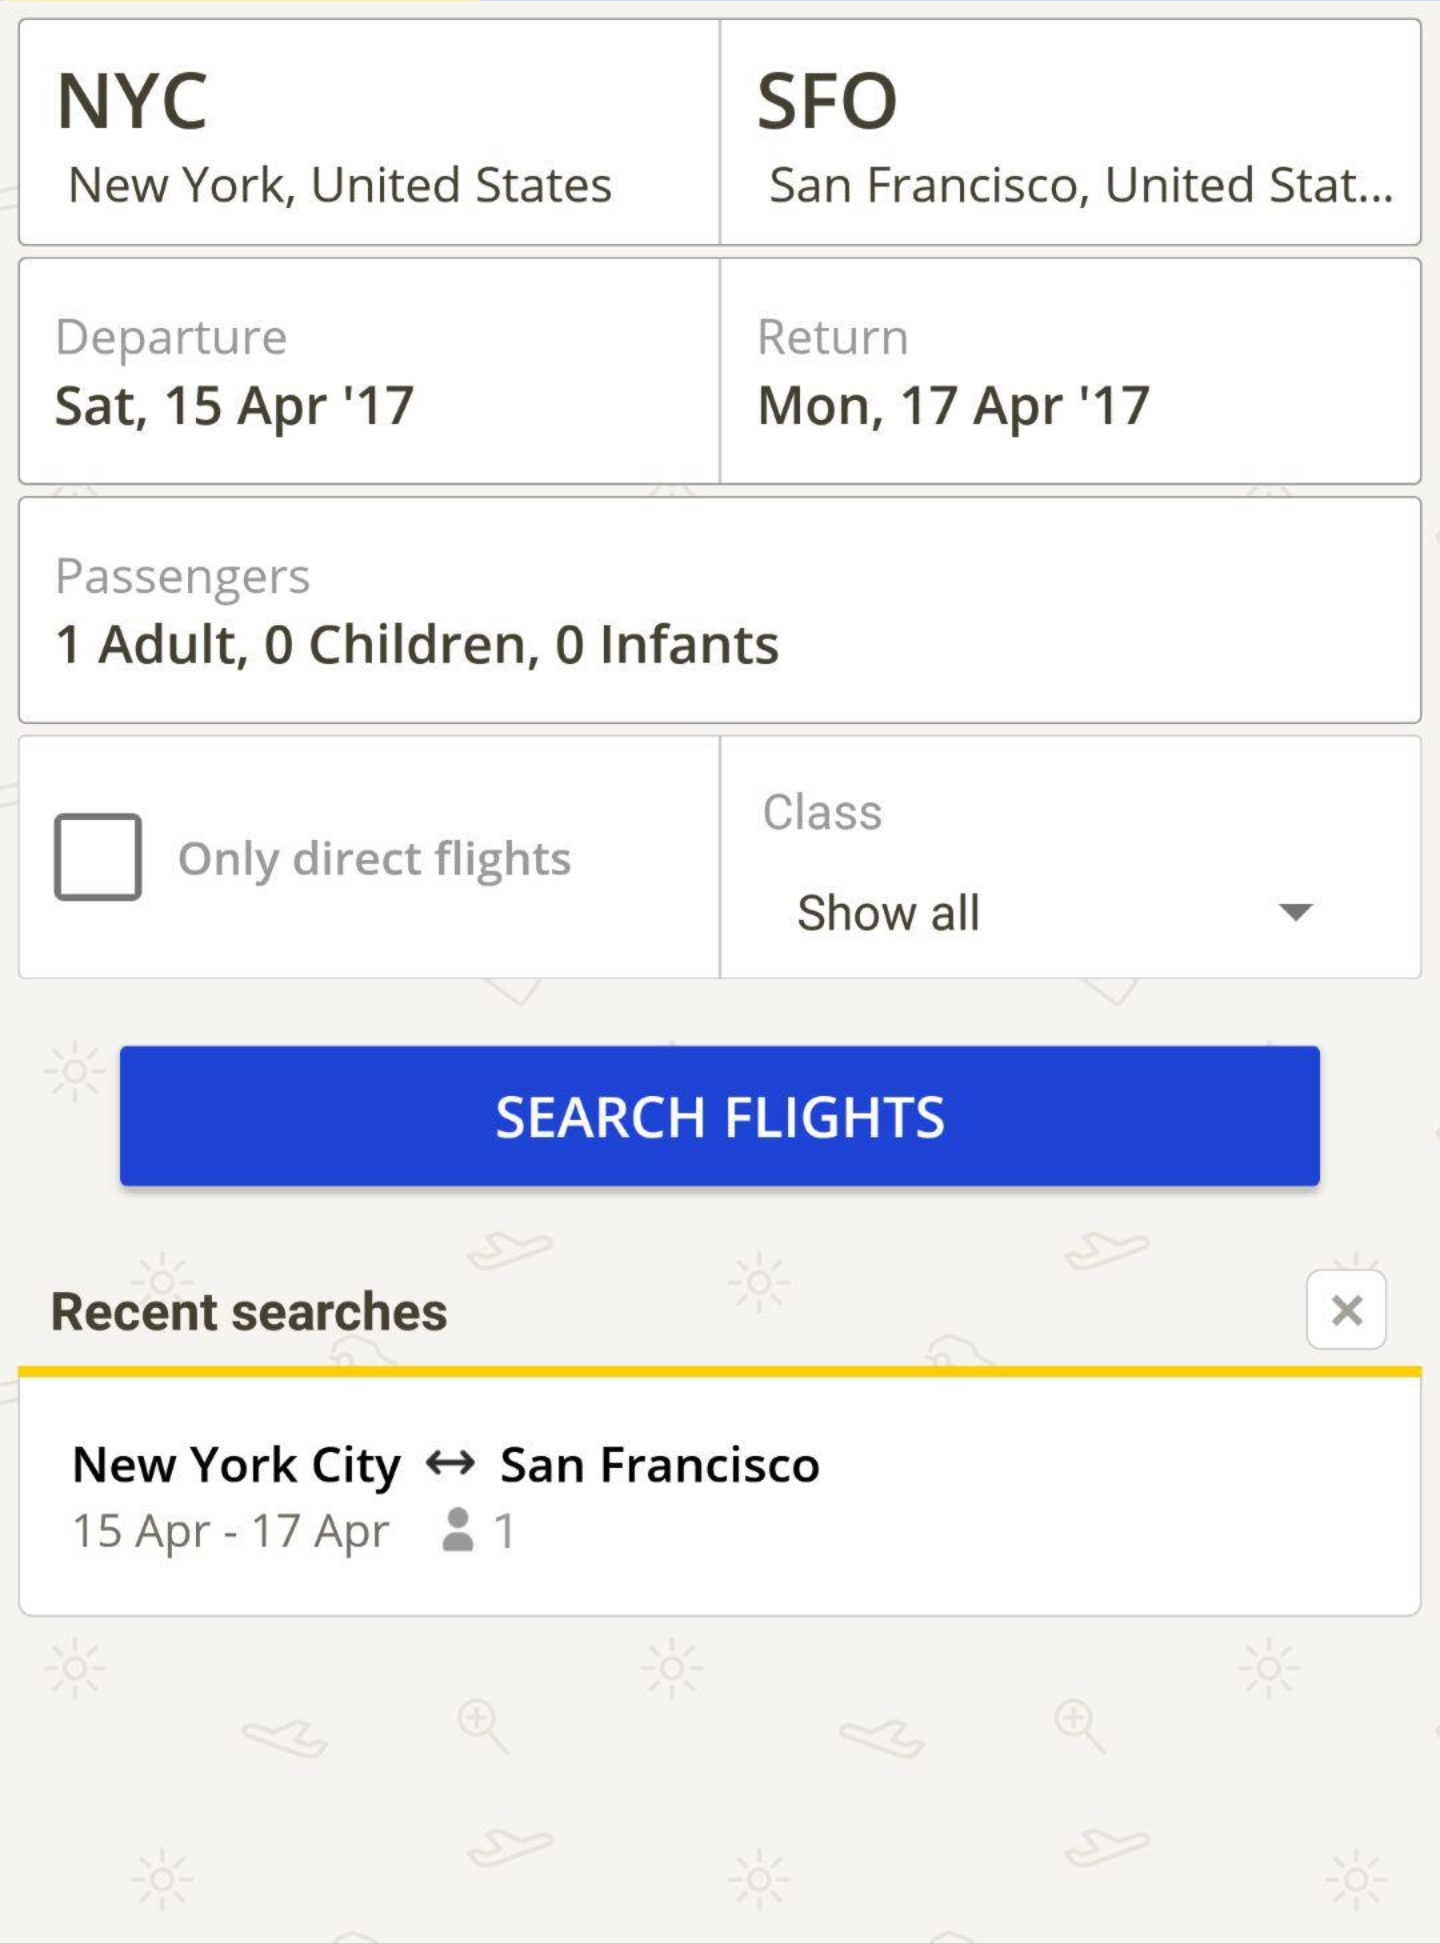 NYC
New York, United States
SFO
San Francisco, United Stat...
Departure
Sat, 15 Apr '17
Return
Mon, 17 Apr '17
Passengers
1 Adult, 0 Children, 0 Infants
Only direct flights
Class
Show all
SEARCH FLIGHTS
Recent searches
New York City ↔ San Francisco
15 Apr - 17 Apr 1